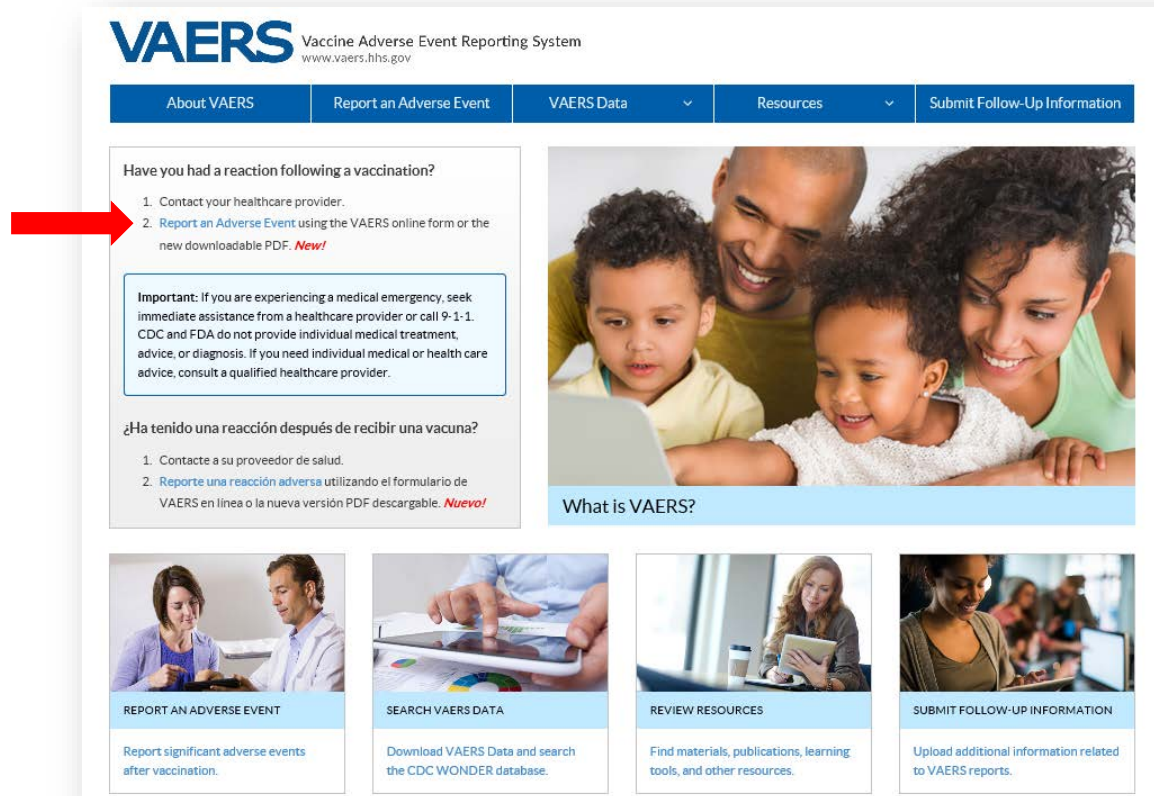 VAERS Vaccine Adverse Event Reporting System
www.vaers.hhs.gov
About VAERS Report an Adverse Event VAERS Data Resources Submit Follow-Up Information
Have you had a reaction following a vaccination?
1. Contact your healthcare provider.
2. Report an Adverse Event using the VAERS online form or the
new downloadable PDF. New!
Important: If you are experiencing a medical emergency, seek
immediate assistance from a healthcare provider or call 9-1-1.
CDC and FDA do not provide individual medical treatment,
advice, or diagnosis. If you need individual medical or health care
advice, consult a qualified healthcare provider.
¿Ha tenido una reacción después de recibir una vacuna?
1. Contacte a su proveedor de salud.
2. Reporte una reacción adversa utilizando el formulario de
VAERS en línea o la nueva versión PDF descargable. Nuevo!
What is VAERS?
REPORT AN ADVERSE EVENT
Report significant adverse events
after vaccination.
SEARCH VAERS DATA
Download VAERS Data and search
the CDC WONDER database.
REVIEW RESOURCES
Find materials, publications, learning
tools, and other resources.
SUBMIT FOLLOW-UP INFORMATION
Upload additional information related
to VAERS reports.